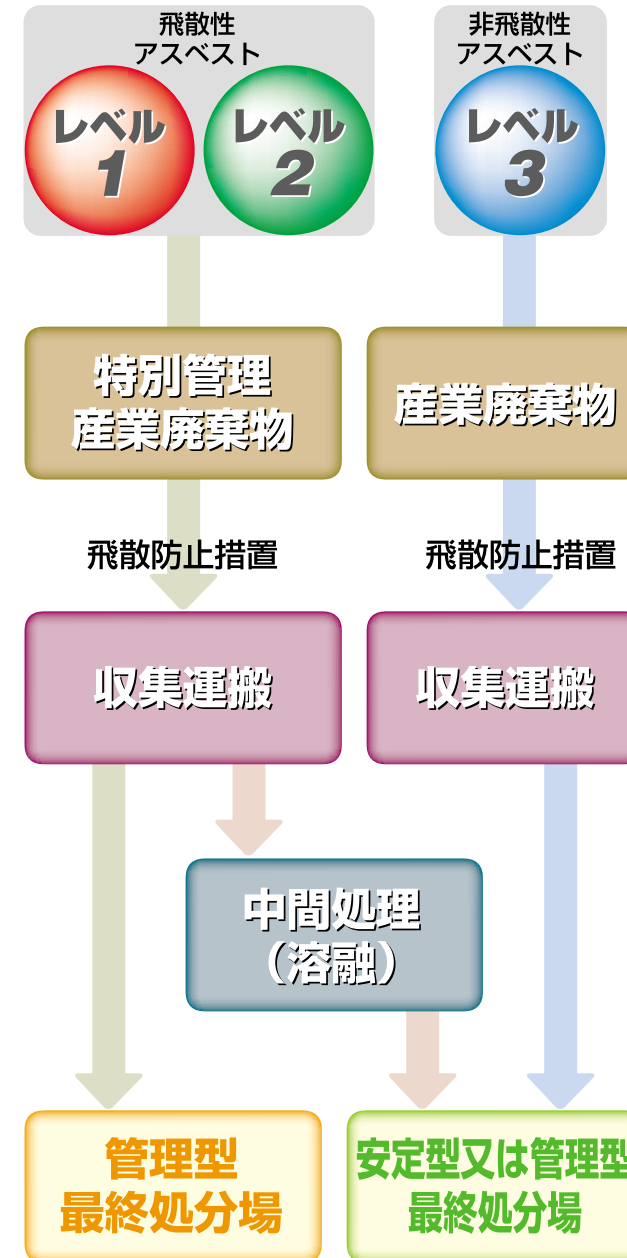 飛散性
アスベスト
レベル
1
レベル
2
非飛散性
アスベスト
レベル
3
特別管理
産業廃棄物
産業廃棄物
飛散防止措置
飛散防止措置
収集運搬
収集運搬
中間処理
（溶融）
管理型
最終処分場
安定型又は管理型
最終処分場